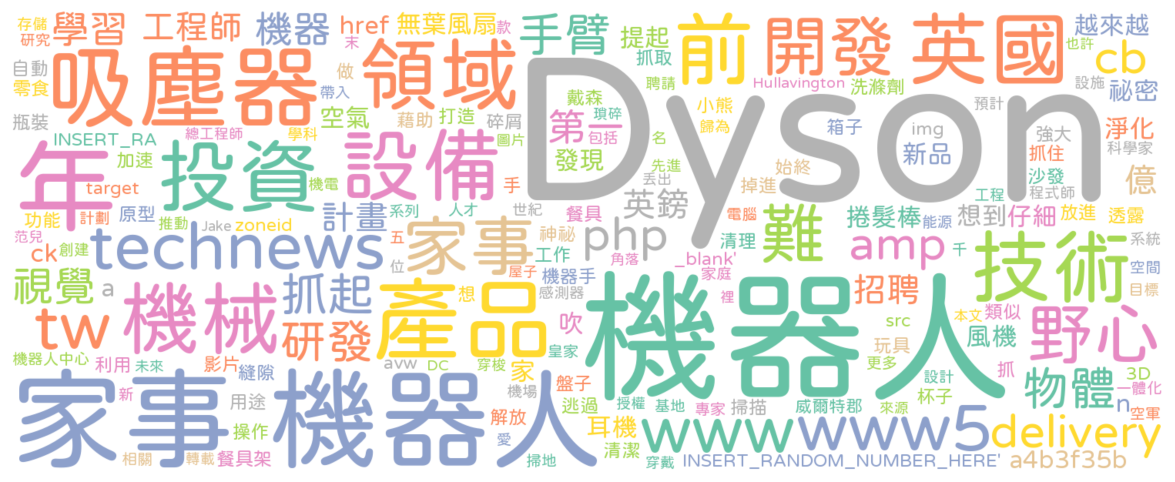 存儲 學習 工程師 機器 href 無葉風扇 款 手臂 提起 前 開發 英國 越來越 也許
研究 末 抓取 cb
自動 吸塵器 領域 做 Dyson 聘請 Hullavington 洗滌劑 設施 祕密
零食 帶入 空氣 戴森 瑣碎 小熊 箱子 預計
瓶裝 藉助 打造 碎屑 第一 名 歸為 img 強大 淨化
INSERT_RA 總工程師 學科 圖片 包括 新品 抓住 科學家
年 加速 投資 設備 發現 先進 始終 沙發 億
target 機電 手 丟出 掉進 工程 程式師
功能 計劃 原型 推動 Jake zoneid 計畫 系列 人才 世紀 餐具 英鎊 電腦 難 捲髮棒 能源 想到 仔細 放進 透露
范兒 創建 technews 五 家事 神祕 php 清理 amp 千 技術 系統
ck 位 屋子 工作 角落 _blank' 空間
視覺 a 抓起 產品 想 機器手 家庭 招聘 目標
tw 機械 研發 感測器 裡 機器人 src 本文 類似 野心
機器人中心 利用 未來 影片 縫隙 avw DC 穿梭 家 吹 皇家 玩具 更多 風機 抓 3D
新 家事機器人 機場 盤子 設計 杯子 物體 一體化
用途 解放 逃過 授權 基地 專家 掃描 威爾特郡 來源 n 空軍
操作 愛 耳機 www www5 delivery
相關 轉載 餐具架 掃地 清潔 穿戴 INSERT_RANDOM_NUMBER_HERE' a4b3f35b